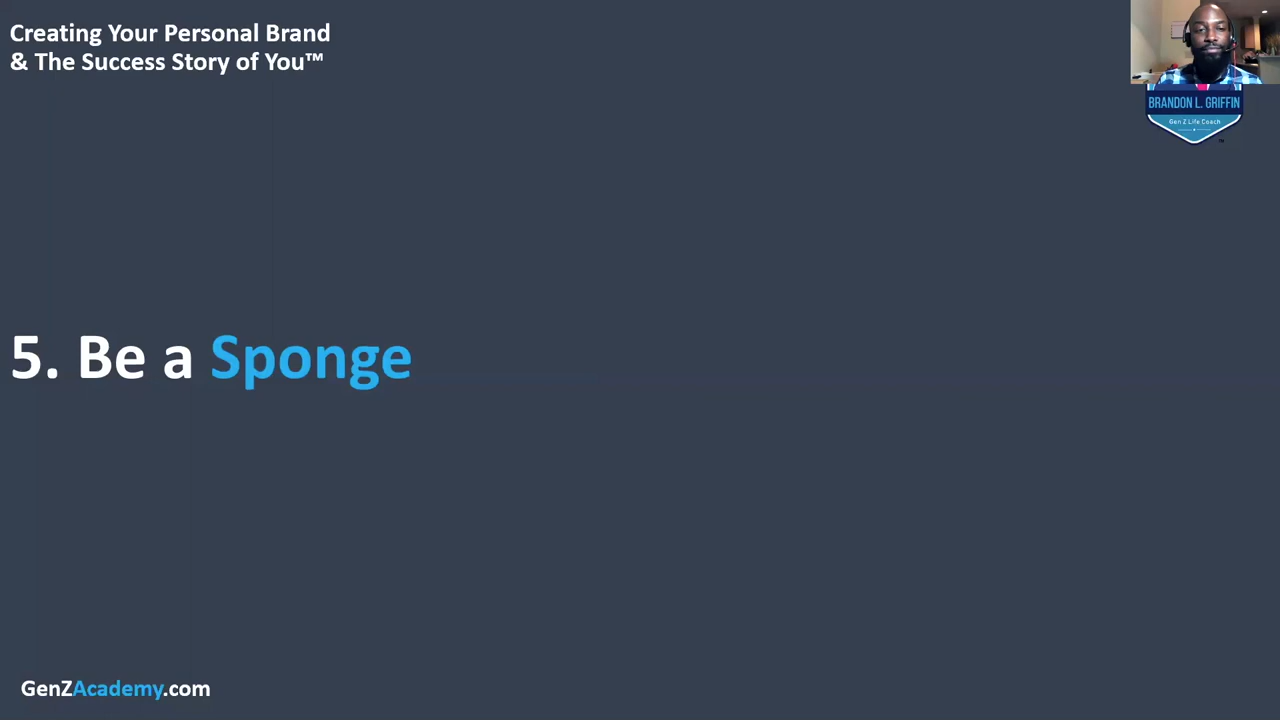 Creating Your Personal Brand
& The Success Story of You™
BRANDON L. GRIFFIN
Gen Z Life Coach
™
5. Be a Sponge
GenZAcademy.com